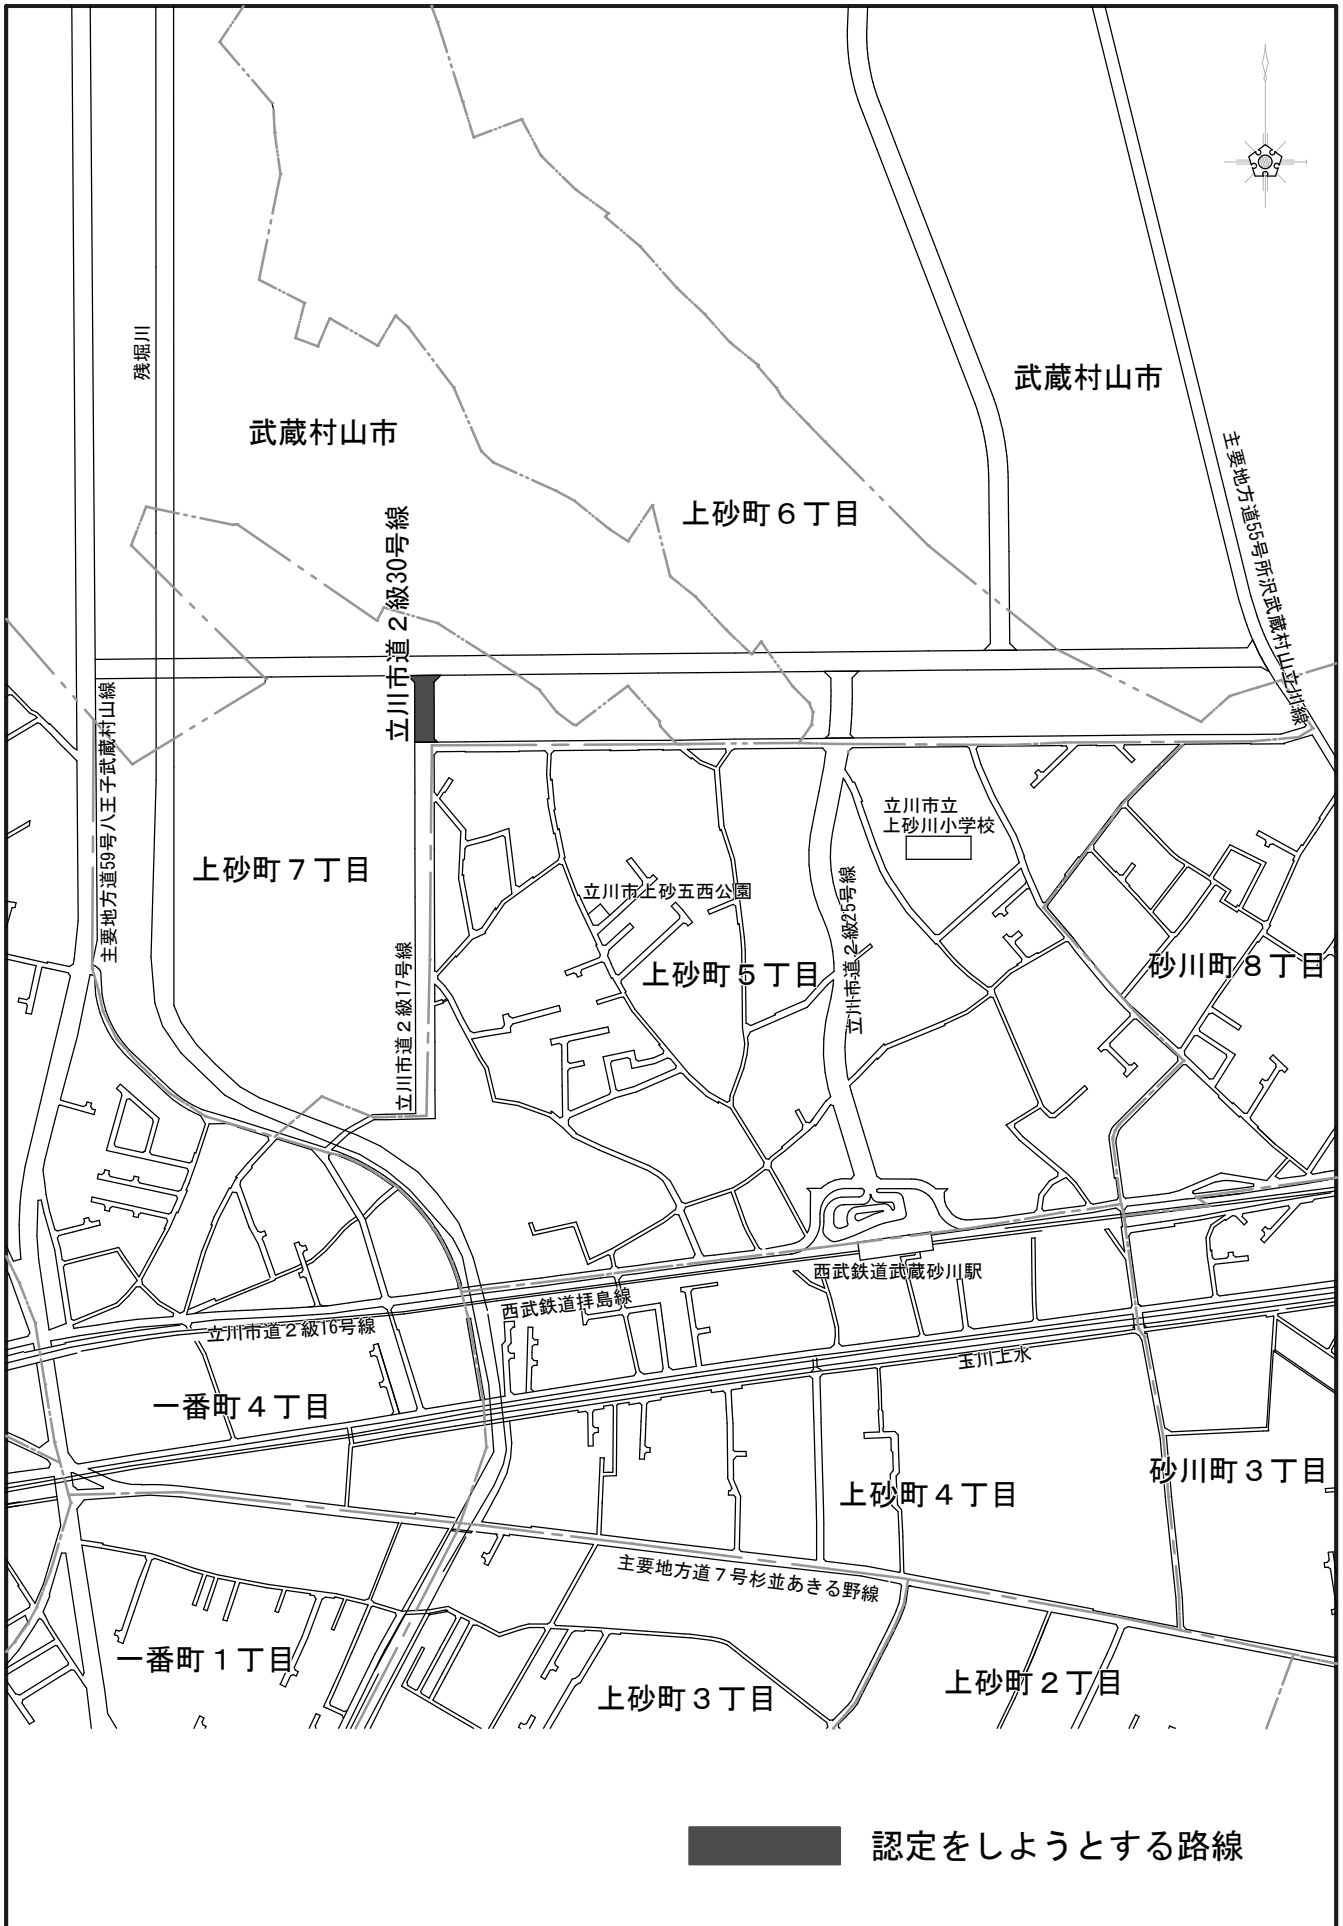 残堀川
武蔵村山市
武蔵村山市
主要地方道55号所沢武蔵村山立川線
上砂町６丁目
立川市道２級30号線
主要地方道59号八王子武蔵村山線
上砂町７丁目
立川市立
上砂川小学校
立川市上砂五西公園
立川市道２級25号線
立川市道２級17号線
上砂町５丁目
砂川町８丁目
西武鉄道武蔵砂川駅
西武鉄道拝島線
立川市道２級16号線
玉川上水
一番町４丁目
砂川町３丁目
上砂町４丁目
主要地方道７号杉並あきる野線
一番町１丁目
上砂町２丁目
上砂町３丁目
認定をしようとする路線